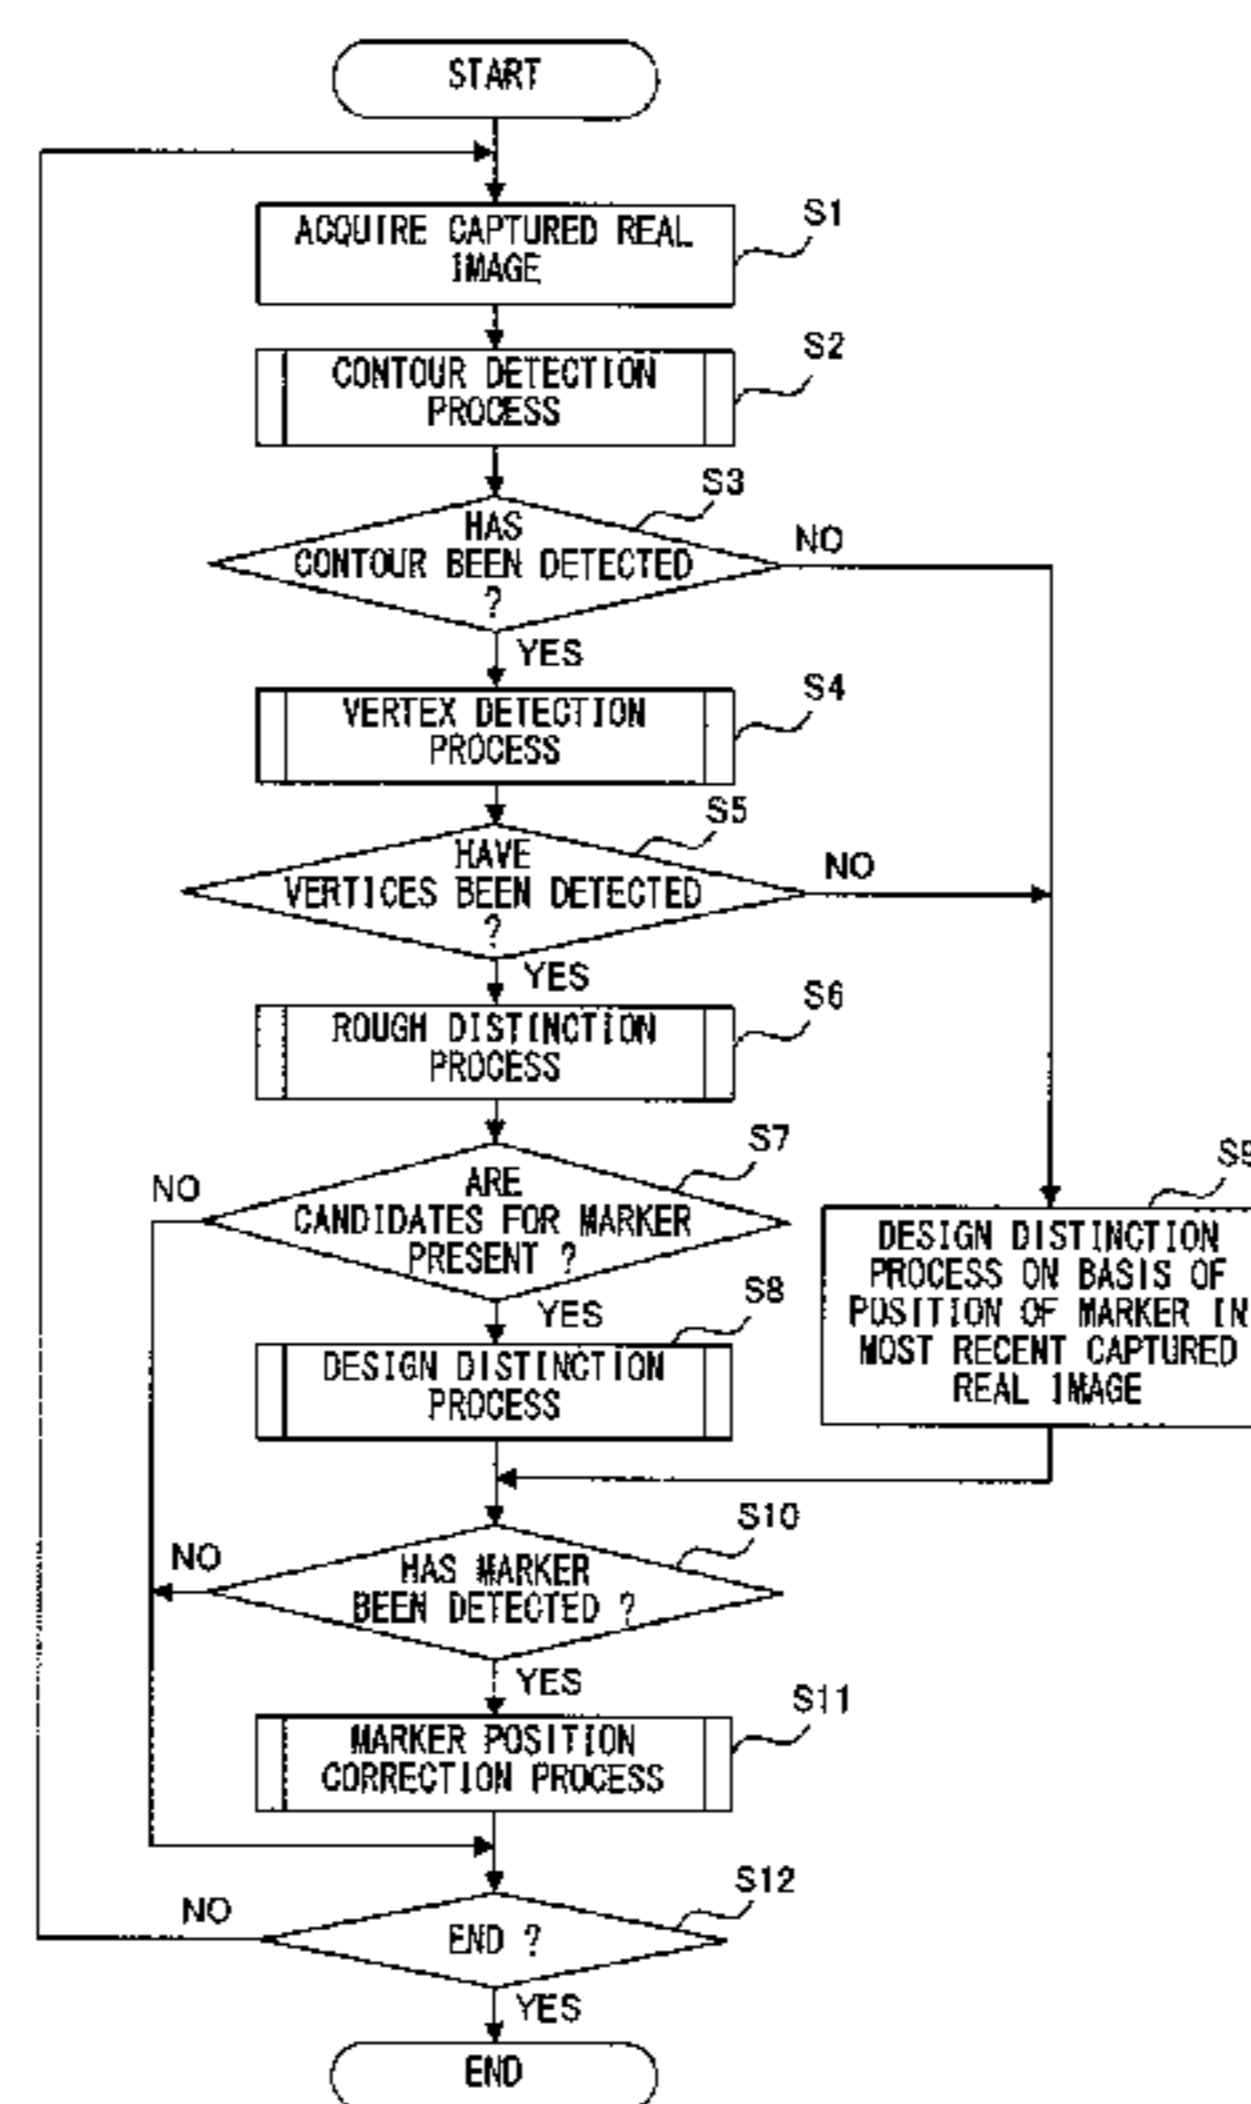 START
S1
ACQUIRE CAPTURED REAL
IMAGE
S2
CONTOUR DETECTION
PROCESS
S3
HAS
CONTOUR BEEN DETECTED
?
NO
YES
S4
VERTEX DETECTION
PROCESS
S5
HAVE
VERTICES BEEN DETECTED
?
NO
YES
S6
ROUGH DISTINCTION
PROCESS
S7
NO
ARE
CANDIDATES FOR MARKER
PRESENT ?
YES
S8
DESIGN DISTINCTION
PROCESS
S9
DESIGN DISTINCTION
PROCESS ON BASIS OF
POSITION OF MARKER IN
MOST RECENT CAPTURED
REAL IMAGE
S10
NO
HAS MARKER
BEEN DETECTED ?
YES
S11
MARKER POSITION
CORRECTION PROCESS
S12
NO
END ?
YES
END